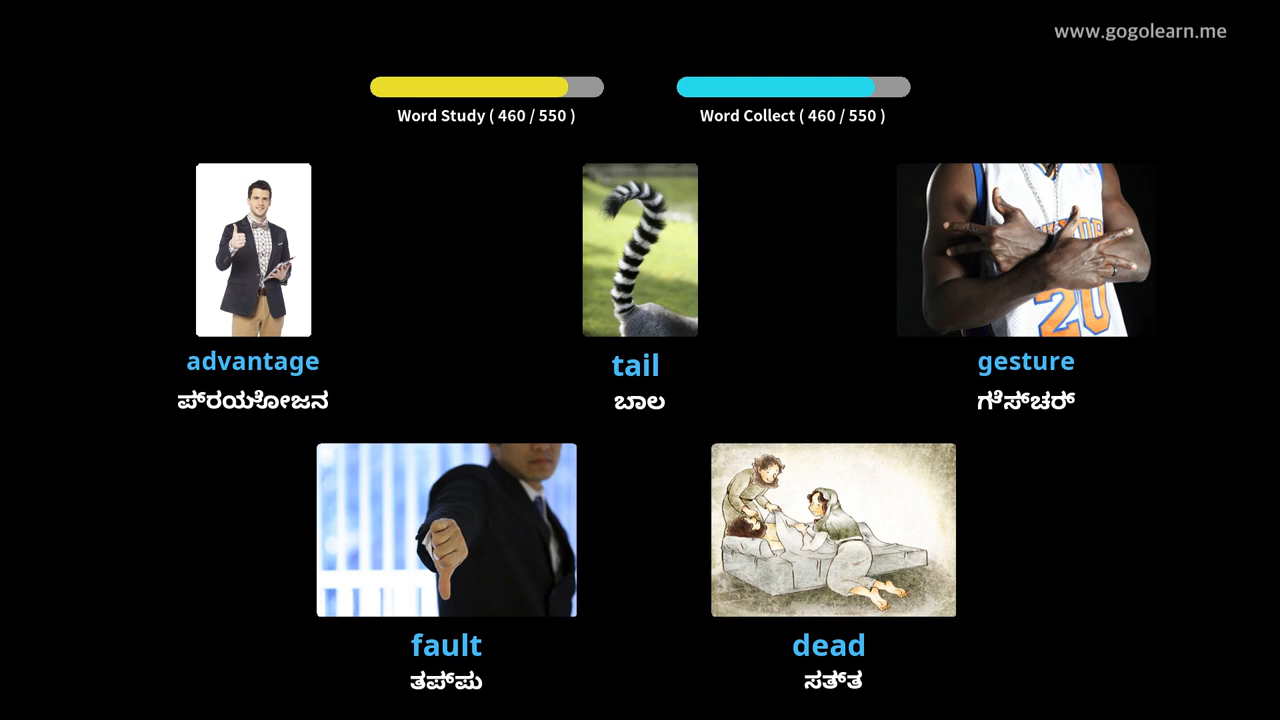 www.gogolearn.me
Word Study ( 460 / 550 )
Word Collect ( 460 / 550 )
advantage
ಪ್ರಯೋಜನ
tail
ಬಾಲ
gesture
ಗೆಸ್ಚರ್
fault
ತಪ್ಪು
dead
ಸತ್ತ